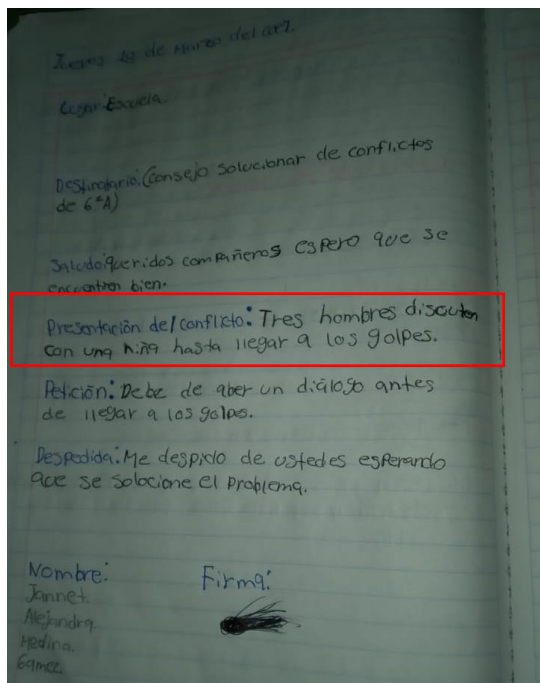 Jueves 18 de Marzo del
Lugar: Escuela.
Destinatario: (Consejo Solucionar de conflictos
de 6°A)
Saludo: queridos compañeros espero que se
encuentren bien.
Presentación del conflicto: Tres hombres discuten
con una niña hasta llegar a los golpes.
Petición: Debe de aber un diálogo antes
de llegar a los golpes.
Despedida: Me despido de ustedes esperando
que se solocione el problema.
Nombre: Firma:
Jannet.
Alejandra.
Medina.
Gamez.